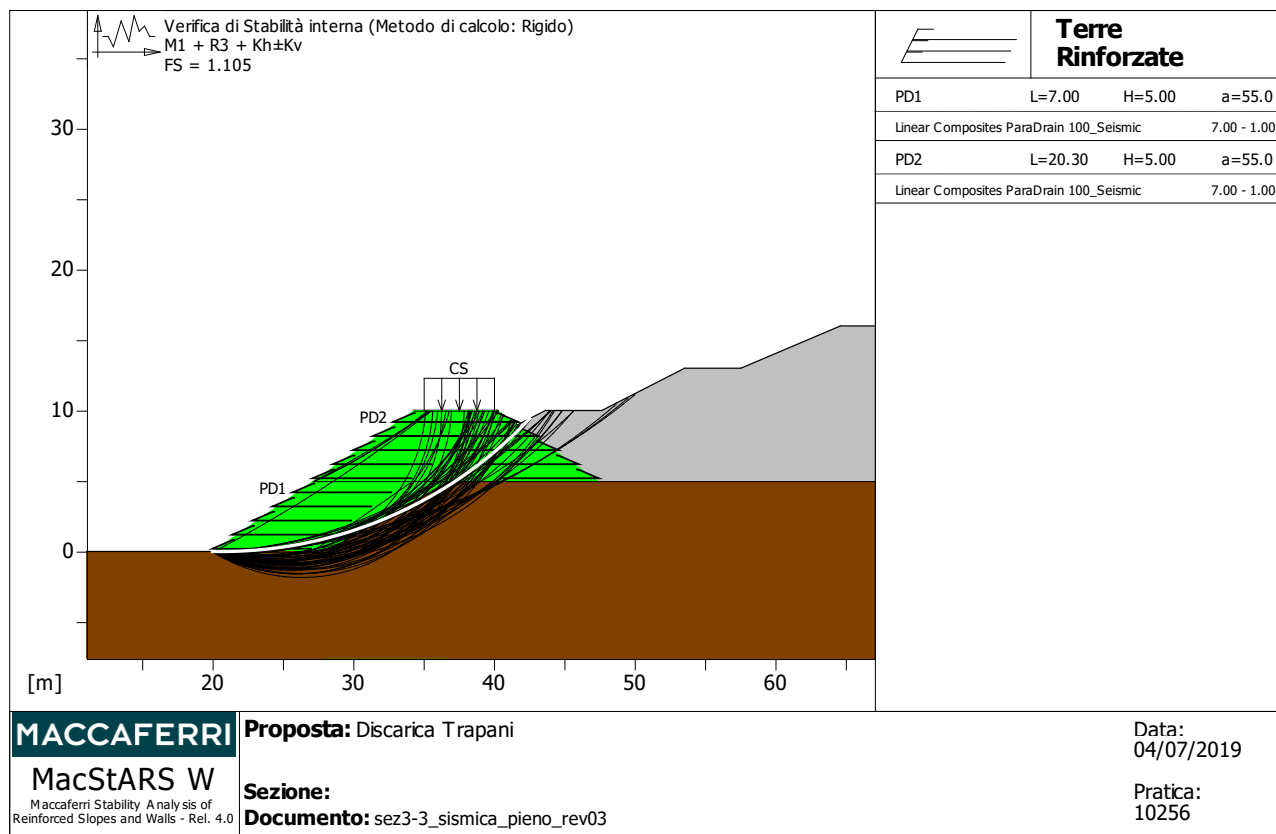 Verifica di Stabilità interna (Metodo di calcolo: Rigido)
M1 + R3 + Kh±Kv
FS = 1.105
Terre
Rinforzate
PD1 L=7.00 H=5.00 a=55.0
Linear Composites ParaDrain 100_Seismic 7.00 - 1.00
PD2 L=20.30 H=5.00 a=55.0
Linear Composites ParaDrain 100_Seismic 7.00 - 1.00
30
20
CS
10
PD2
PD1
0
[m] 20 30 40 50 60
MACCAFERRI
MacStARS W
Maccaferri Stability Analysis of
Reinforced Slopes and Walls - Rel. 4.0
Proposta: Discarica Trapani
Sezione:
Documento: sez3-3_sismica_pieno_rev03
Data:
04/07/2019
Pratica:
10256